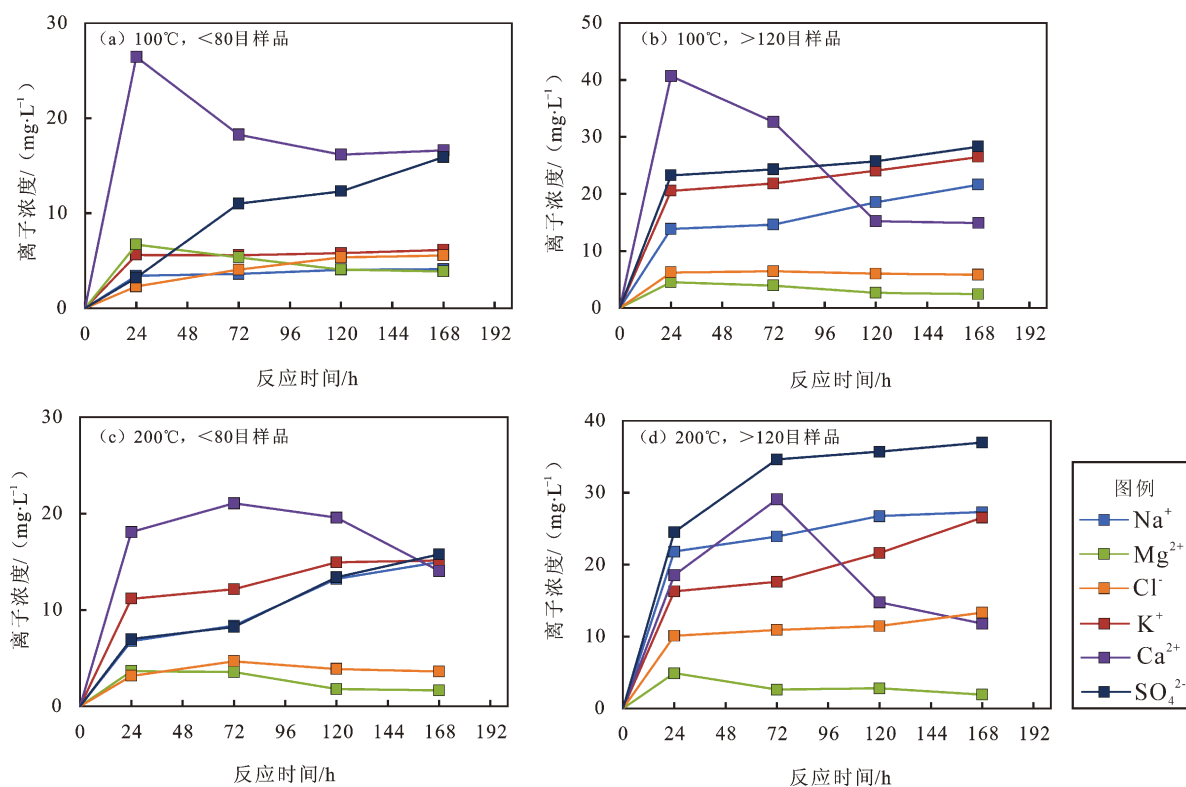 (a) 100℃, <80目样品
30
20
10
0
离子浓度/（mg·L⁻¹）
0 24 48 72 96 120 144 168 192
反应时间/h
(b) 100℃, >120目样品
50
40
30
20
10
0
离子浓度/（mg·L⁻¹）
0 24 48 72 96 120 144 168 192
反应时间/h
(c) 200℃, <80目样品
30
20
10
0
离子浓度/（mg·L⁻¹）
0 24 48 72 96 120 144 168 192
反应时间/h
(d) 200℃, >120目样品
40
30
20
10
0
离子浓度/（mg·L⁻¹）
0 24 48 72 96 120 144 168 192
反应时间/h
图例
Na⁺
Mg²⁺
Cl⁻
K⁺
Ca²⁺
SO₄²⁻